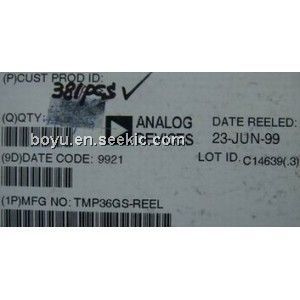 (P)CUST PROD ID:
381pcs ✓
(Q)QTY:
ANALOG DEVICES
DATE REELED:
23-JUN-99
boyu.seekic.com
(9D)DATE CODE: 9921
LOT ID C14639(.3)
(1P)MFG NO: TMP36GS-REEL